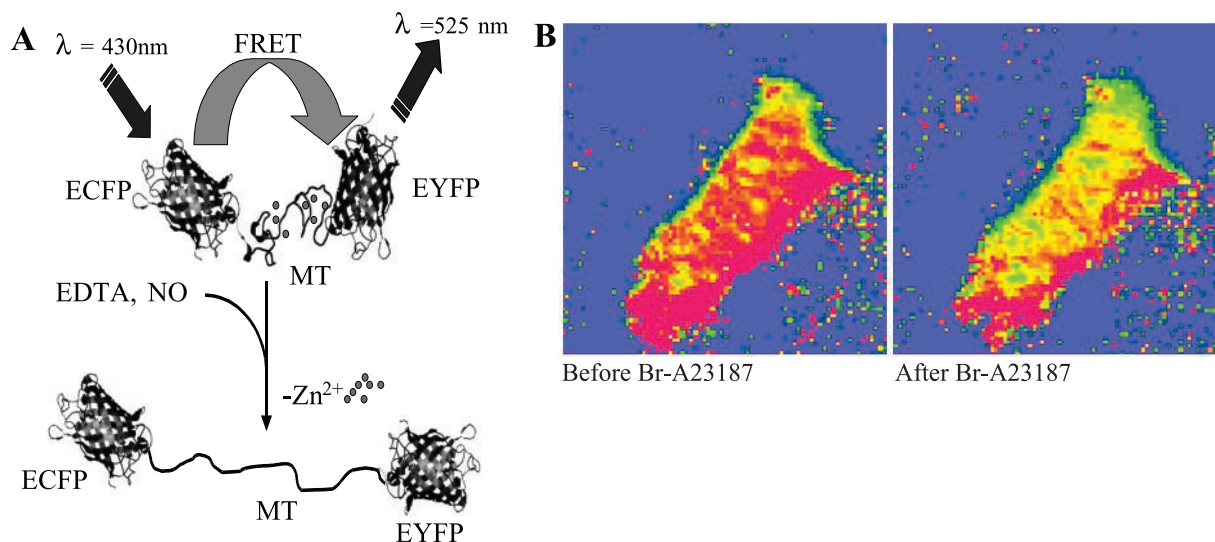 A
λ = 430nm
FRET
λ =525 nm
ECFP
EYFP
MT
EDTA, NO
-Zn²⁺
ECFP
MT
EYFP
B
Before Br-A23187
After Br-A23187